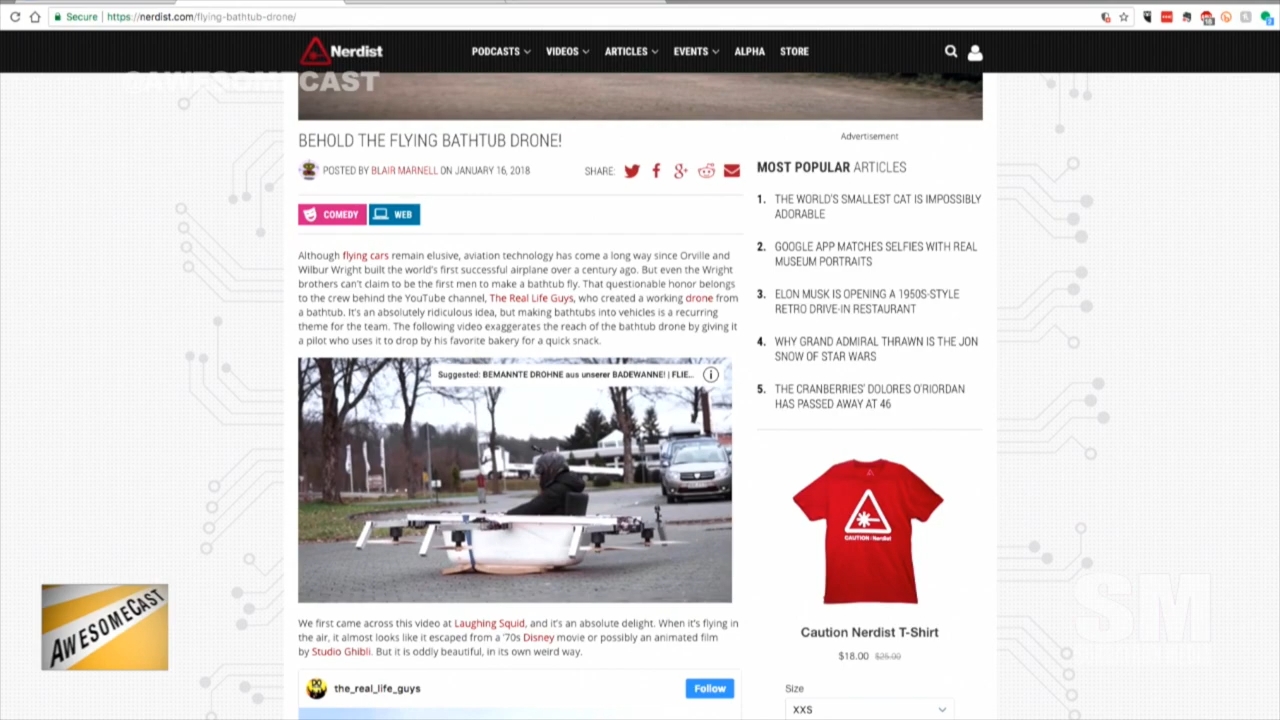 Secure
https://nerdist.com/flying-bathtub-drone/
Nerdist
PODCASTS
VIDEOS
ARTICLES
EVENTS
ALPHA
STORE
@AWESOMECAST
BEHOLD THE FLYING BATHTUB DRONE!
POSTED BY BLAIR MARNELL ON JANUARY 16, 2018
SHARE:
COMEDY
WEB
Although flying cars remain elusive, aviation technology has come a long way since Orville and
Wilbur Wright built the world's first successful airplane over a century ago. But even the Wright
brothers can't claim to be the first men to make a bathtub fly. That questionable honor belongs
to the crew behind the YouTube channel, The Real Life Guys, who created a working drone from
a bathtub. It's an absolutely ridiculous idea, but making bathtubs into vehicles is a recurring
theme for the team. The following video exaggerates the reach of the bathtub drone by giving it
a pilot who uses it to drop by his favorite bakery for a quick snack.
Suggested: BEMANNTE DROHNE aus unserer BADEWANNE! | FLIE...
We first came across this video at Laughing Squid, and it's an absolute delight. When it's flying in
the air, it almost looks like it escaped from a '70s Disney movie or possibly an animated film
by Studio Ghibli. But it is oddly beautiful, in its own weird way.
the_real_life_guys
Follow
Advertisement
MOST POPULAR ARTICLES
1. THE WORLD'S SMALLEST CAT IS IMPOSSIBLY
ADORABLE
2. GOOGLE APP MATCHES SELFIES WITH REAL
MUSEUM PORTRAITS
3. ELON MUSK IS OPENING A 1950S-STYLE
RETRO DRIVE-IN RESTAURANT
4. WHY GRAND ADMIRAL THRAWN IS THE JON
SNOW OF STAR WARS
5. THE CRANBERRIES' DOLORES O'RIORDAN
HAS PASSED AWAY AT 46
CAUTION: Nerdist
Caution Nerdist T-Shirt
$18.00 $25.00
Size
XXS
AWESOMECAST
SM